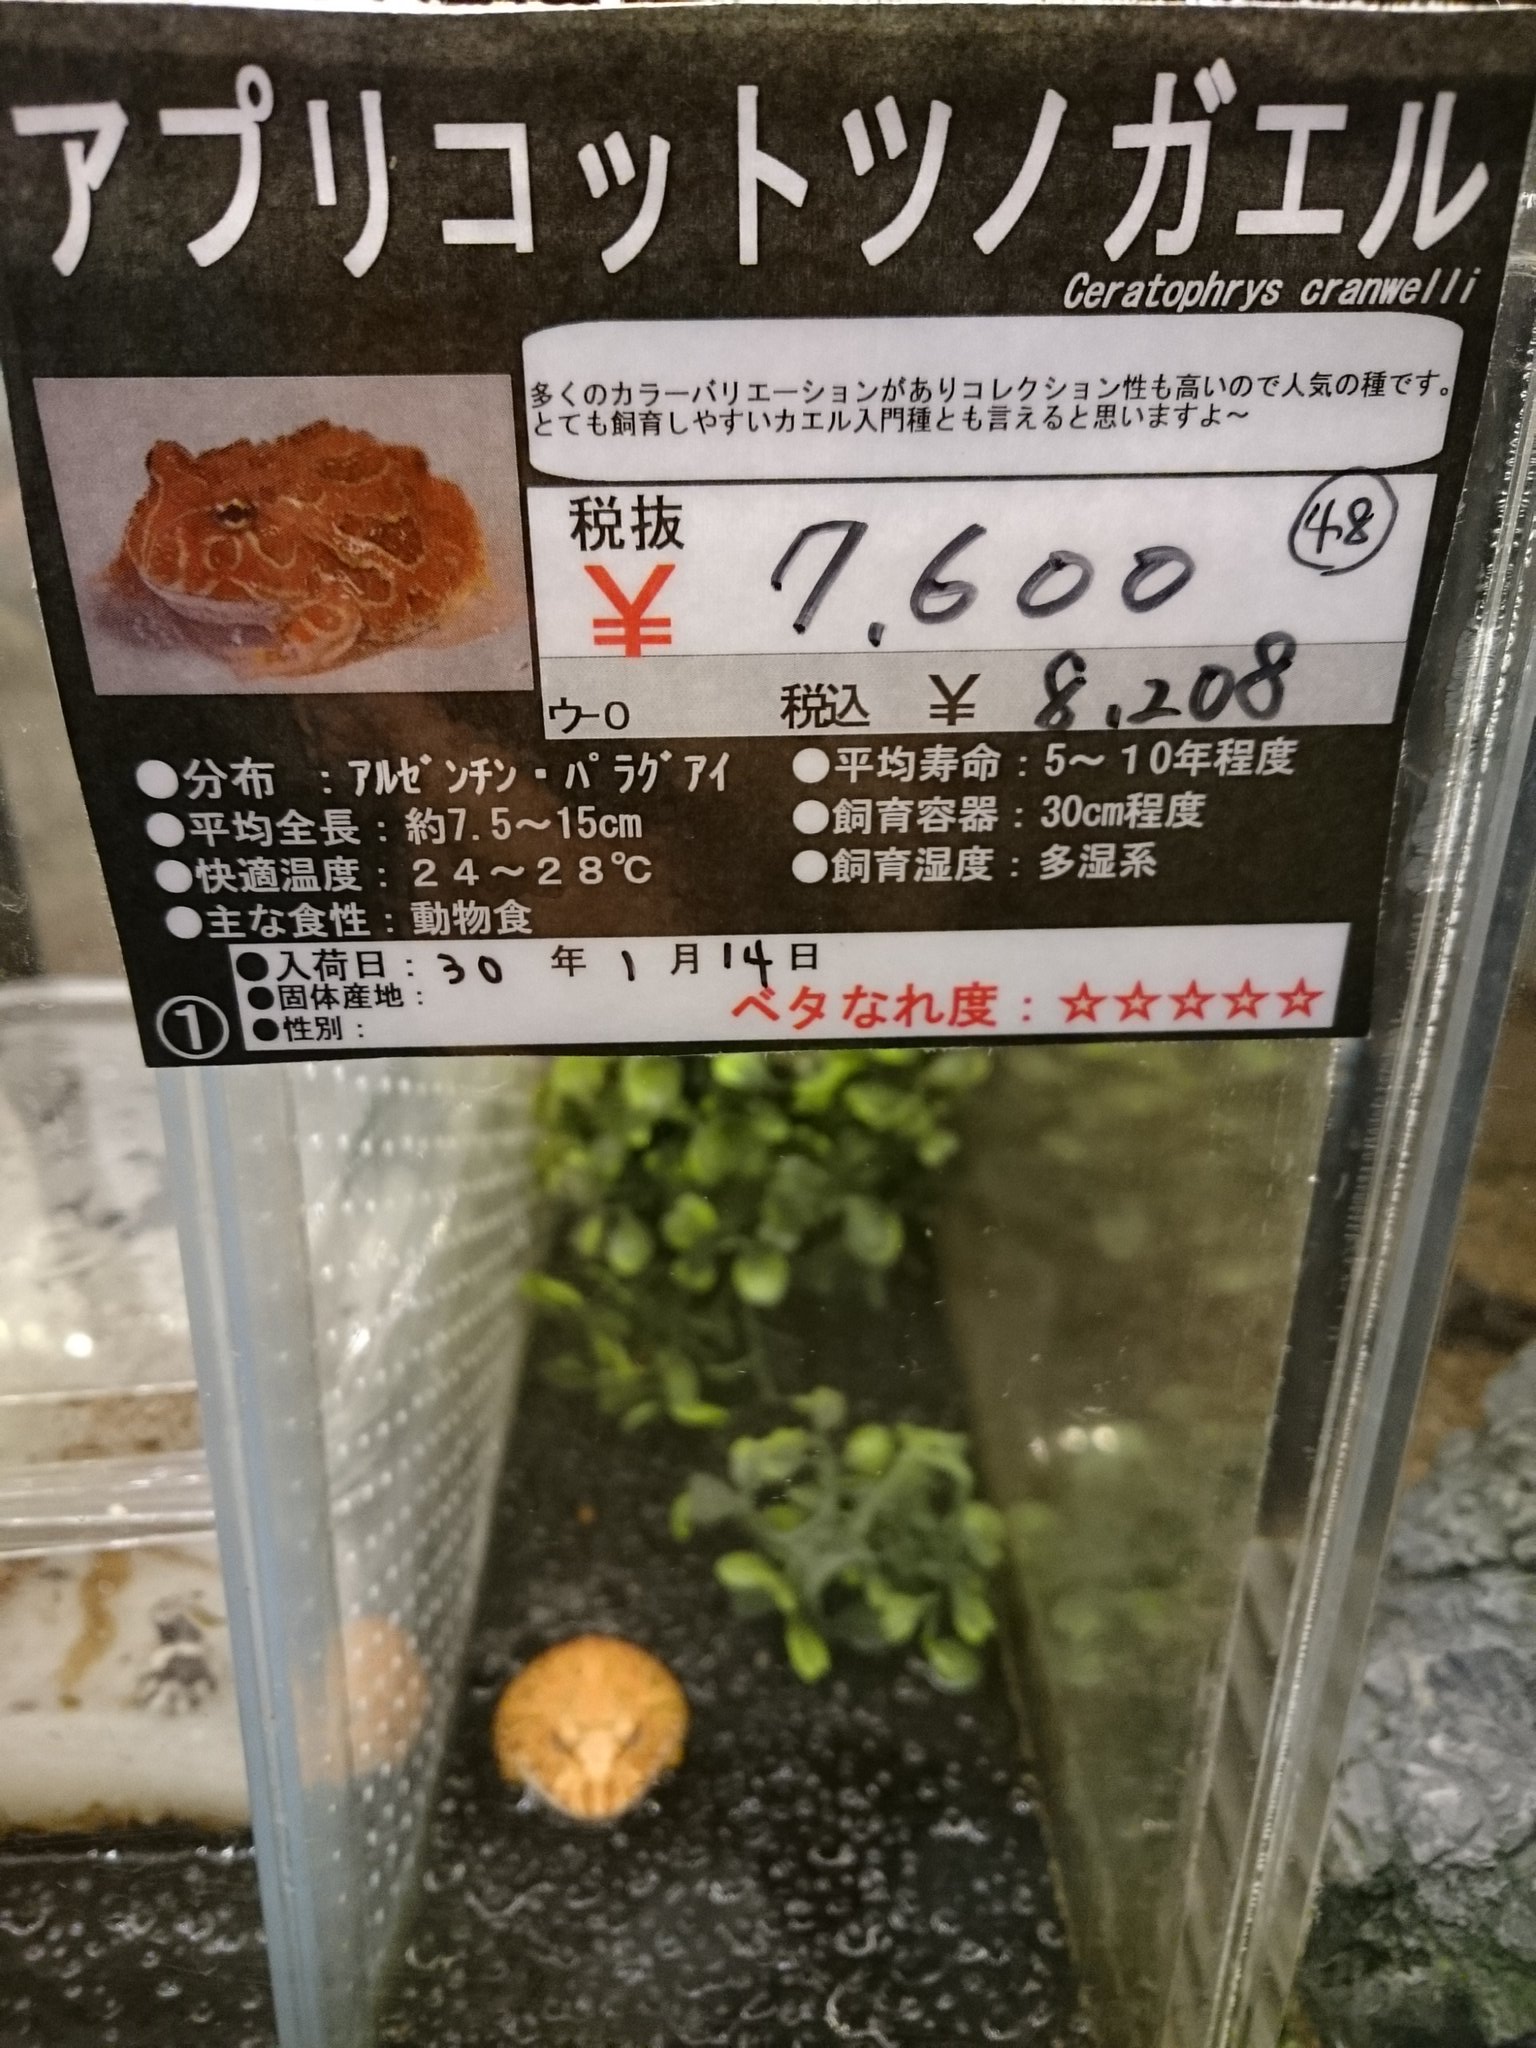 アプリコットツノガエル
Ceratophrys cranwelli
多くのカラーバリエーションがありコレクション性も高いので人気の種です。
とても飼育しやすいカエル入門種とも言えると思いますよ～
税抜 ¥ 7,600 48
ウ-0 税込 ¥ 8,208
●分布 ：ｱﾙｾﾞﾝﾁﾝ・ﾊﾟﾗｸﾞｱｲ
●平均全長：約7.5～15cm
●快適温度：２４～２８℃
●主な食性：動物食
●平均寿命：5～10年程度
●飼育容器：30cm程度
●飼育湿度：多湿系
●入荷日：30 年 1 月 14 日
●固体産地：
①●性別：
ベタなれ度：☆☆☆☆☆